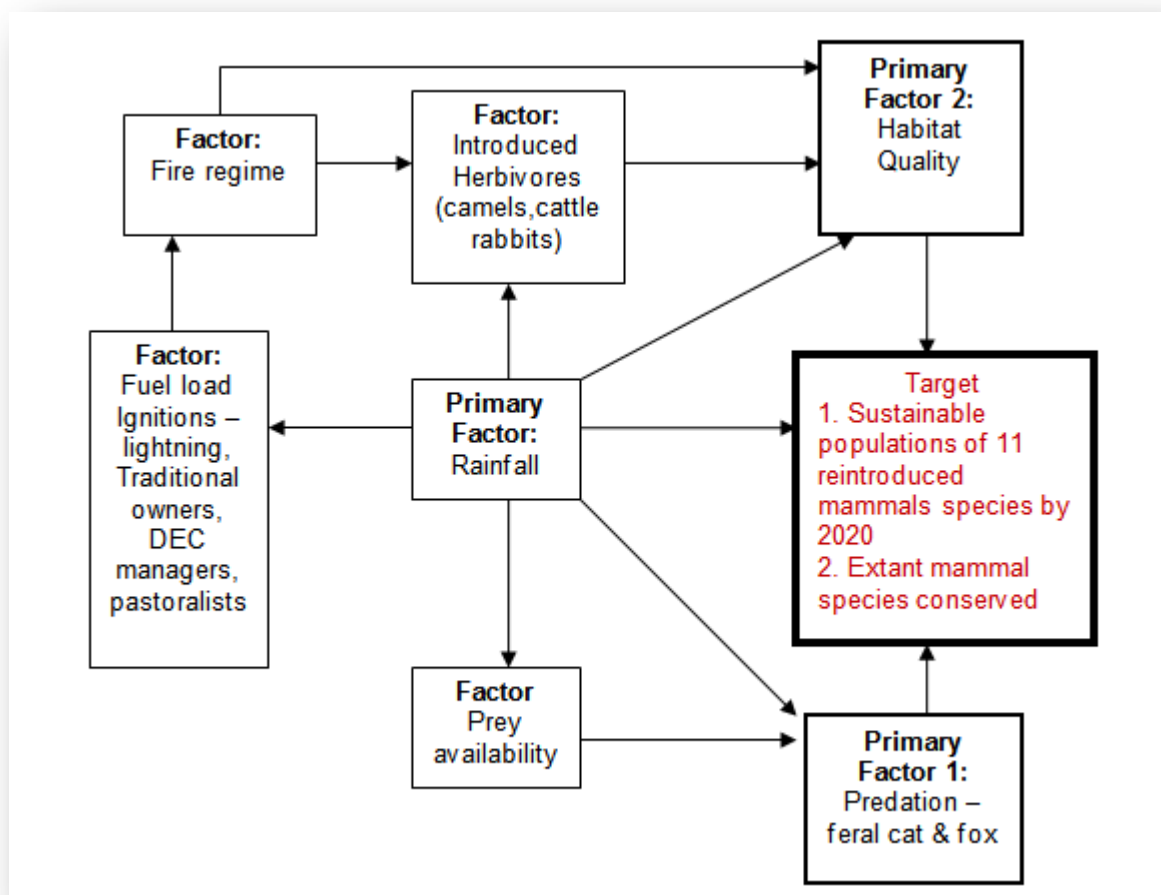 Primary
Factor 2:
Habitat
Quality
Factor:
Fire regime
Factor:
Introduced
Herbivores
(camels,cattle
rabbits)
Factor:
Fuel load
Ignitions –
lightning,
Traditional
owners,
DEC
managers,
pastoralists
Primary
Factor:
Rainfall
Target
1. Sustainable
populations of 11
reintroduced
mammals species by
2020
2. Extant mammal
species conserved
Factor
Prey
availability
Primary
Factor 1:
Predation –
feral cat & fox